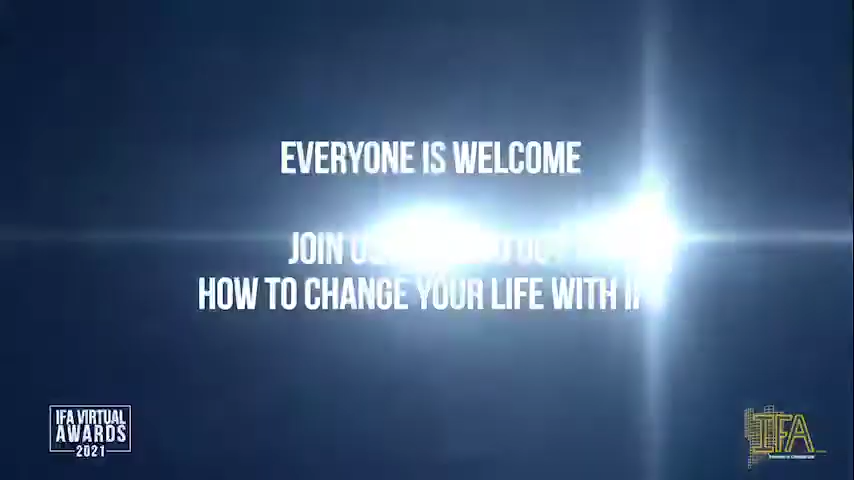 EVERYONE IS WELCOME
JOIN
HOW TO CHANGE YOUR LIFE WITH
IFA VIRTUAL
AWARDS
2021
IFA